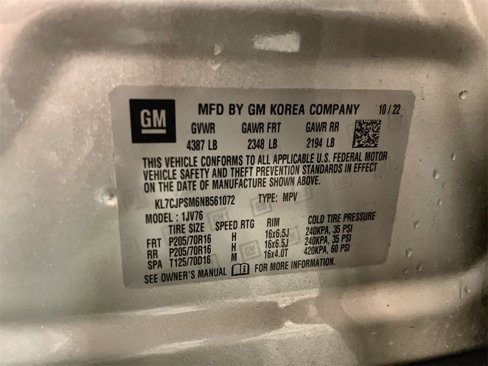 GM MFD BY GM KOREA COMPANY 10/22
GVWR GAWR FRT GAWR RR
4387 LB 2348 LB 2194 LB
THIS VEHICLE CONFORMS TO ALL APPLICABLE U.S. FEDERAL MOTOR
VEHICLE SAFETY AND THEFT PREVENTION STANDARDS IN EFFECT ON
THE DATE OF MANUFACTURE SHOWN ABOVE.
KL7CJPSM6NB561072 TYPE: MPV
MODEL: 1JV76
TIRE SIZE SPEED RTG RIM COLD TIRE PRESSURE
FRT P205/70R16 H 16x6.5J 240KPA, 35 PSI
RR P205/70R16 H 16x6.5J 240KPA, 35 PSI
SPA T125/70D16 M 16x4.0T 420KPA, 60 PSI
SEE OWNER'S MANUAL FOR MORE INFORMATION.